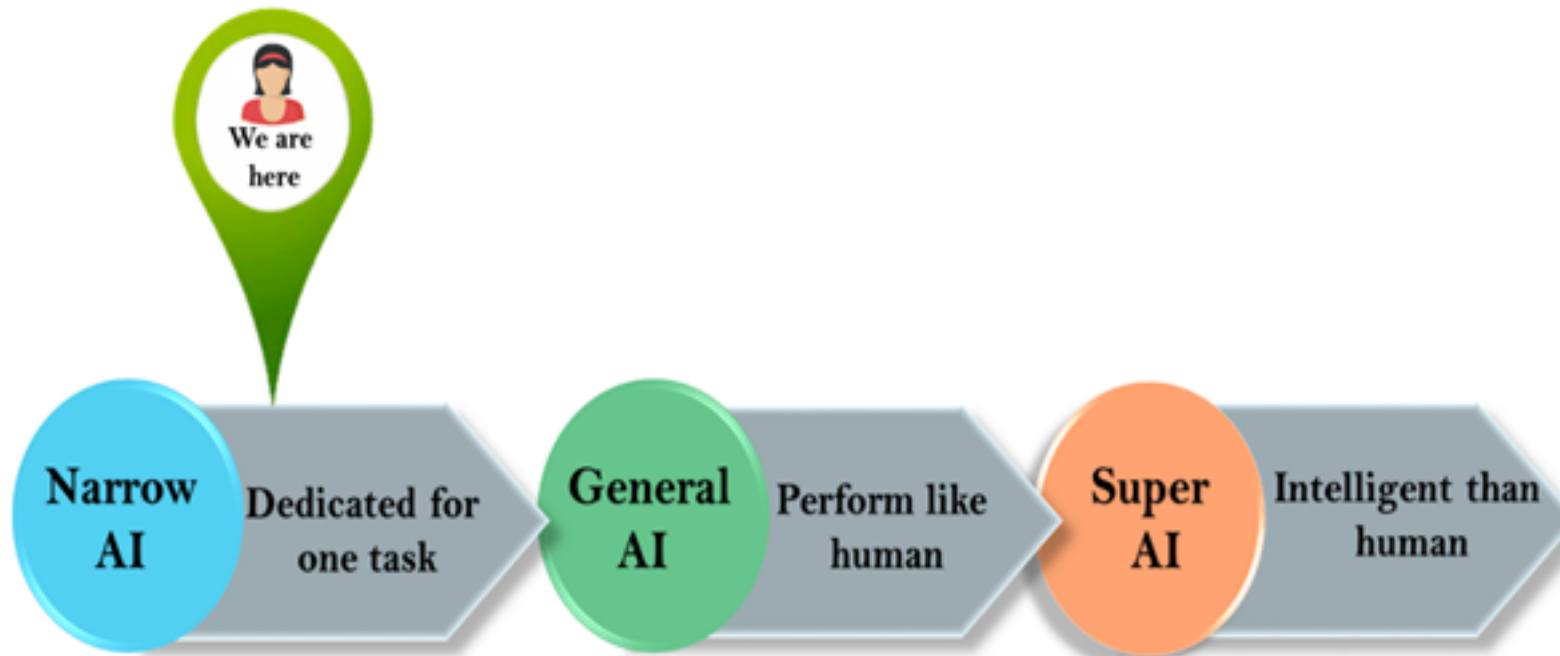 We are
here
Narrow
AI
Dedicated for
one task
General
AI
Perform like
human
Super
AI
Intelligent than
human